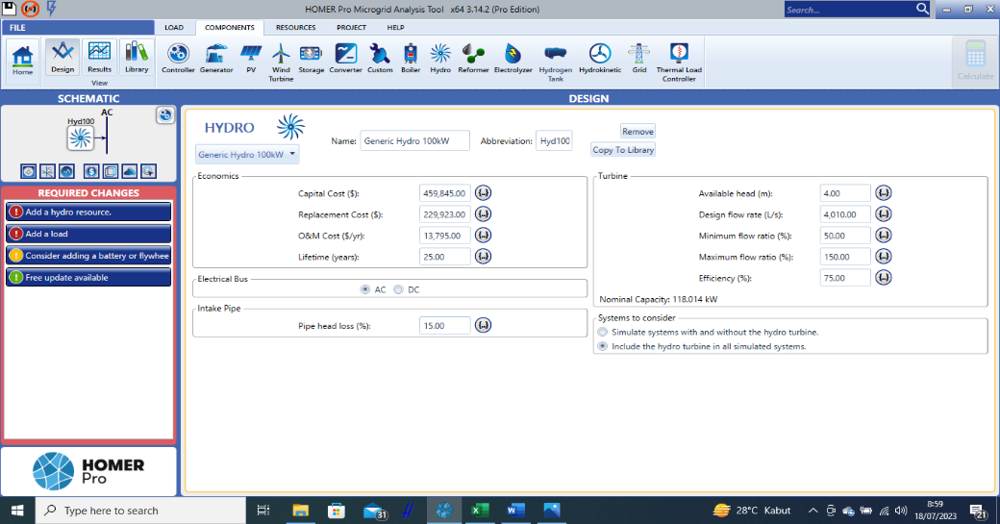 HOMER Pro Microgrid Analysis Tool   x64 3.14.2 (Pro Edition)
Search...
FILE
LOAD
COMPONENTS
RESOURCES
PROJECT
HELP
Home
Design
Results
Library
View
Controller
Generator
PV
Wind
Turbine
Storage
Converter
Custom
Boiler
Hydro
Reformer
Electrolyzer
Hydrogen
Tank
Hydrokinetic
Grid
Thermal Load
Controller
Calculate
SCHEMATIC
DESIGN
AC
Hyd100
REQUIRED CHANGES
Add a hydro resource.
Add a load
Consider adding a battery or flywhee
Free update available
HOMER
Pro
HYDRO
Generic Hydro 100kW
Name: Generic Hydro 100kW
Abbreviation: Hyd100
Remove
Copy To Library
Economics
Capital Cost ($): 459,845.00 {..}
Replacement Cost ($): 229,923.00 {..}
O&M Cost ($/yr): 13,795.00 {..}
Lifetime (years): 25.00 {..}
Electrical Bus
AC DC
Intake Pipe
Pipe head loss (%): 15.00 {..}
Turbine
Available head (m): 4.00 {..}
Design flow rate (L/s): 4,010.00 {..}
Minimum flow ratio (%): 50.00 {..}
Maximum flow ratio (%): 150.00 {..}
Efficiency (%): 75.00 {..}
Nominal Capacity: 118.014 kW
Systems to consider
Simulate systems with and without the hydro turbine.
Include the hydro turbine in all simulated systems.
Type here to search
31
28°C Kabut
8:59
18/07/2023
21